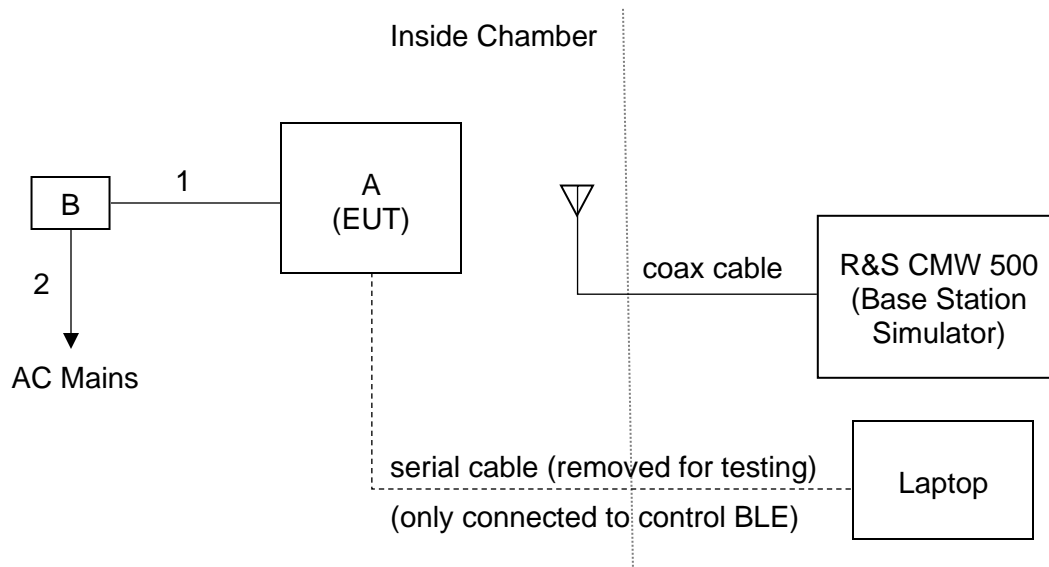 Inside Chamber
1
A
(EUT)
B
2
AC Mains
coax cable
R&S CMW 500
(Base Station
Simulator)
serial cable (removed for testing)
(only connected to control BLE)
Laptop